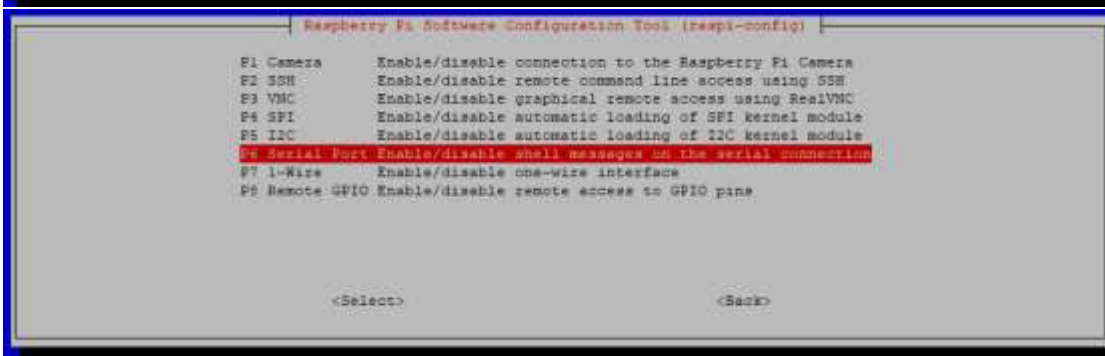 Raspberry Pi Software Configuration Tool (raspi-config)
P1 Camera Enable/disable connection to the Raspberry Pi Camera
P2 SSH Enable/disable remote command line access using SSH
P3 VNC Enable/disable graphical remote access using RealVNC
P4 SPI Enable/disable automatic loading of SPI kernel module
P5 I2C Enable/disable automatic loading of I2C kernel module
P6 Serial Port Enable/disable shell messages on the serial connection
P7 1-Wire Enable/disable one-wire interface
P8 Remote GPIO Enable/disable remote access to GPIO pins
<Select> <Back>